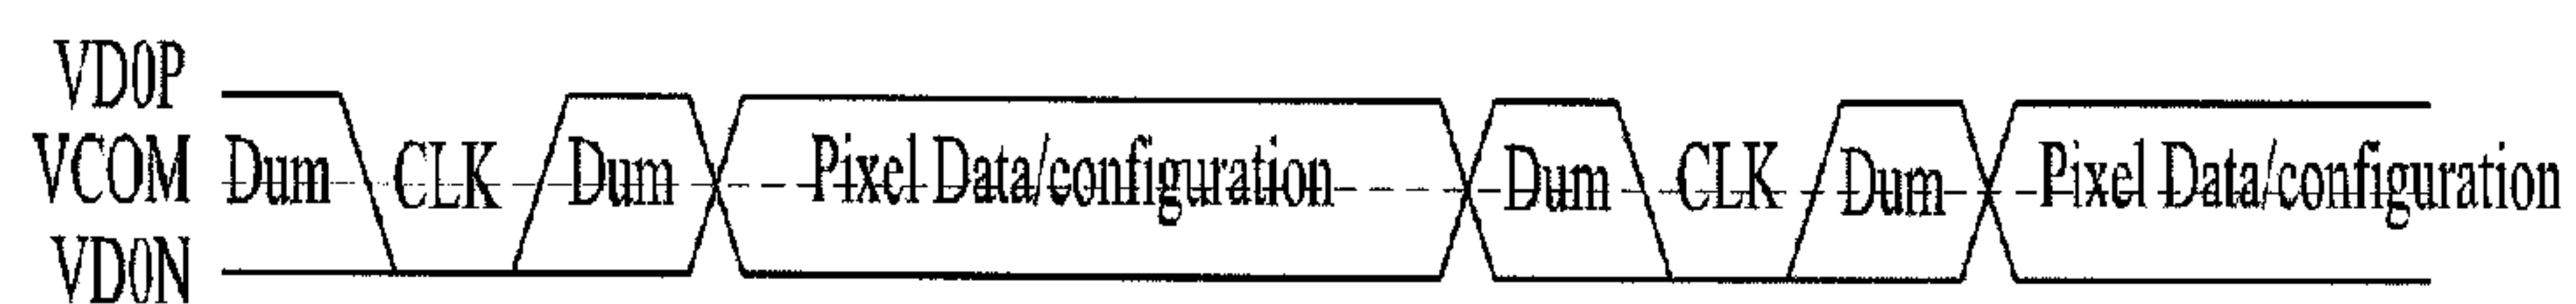 VD0P
VCOM Dum CLK Dum Pixel Data/configuration Dum CLK Dum Pixel Data/configuration
VD0N